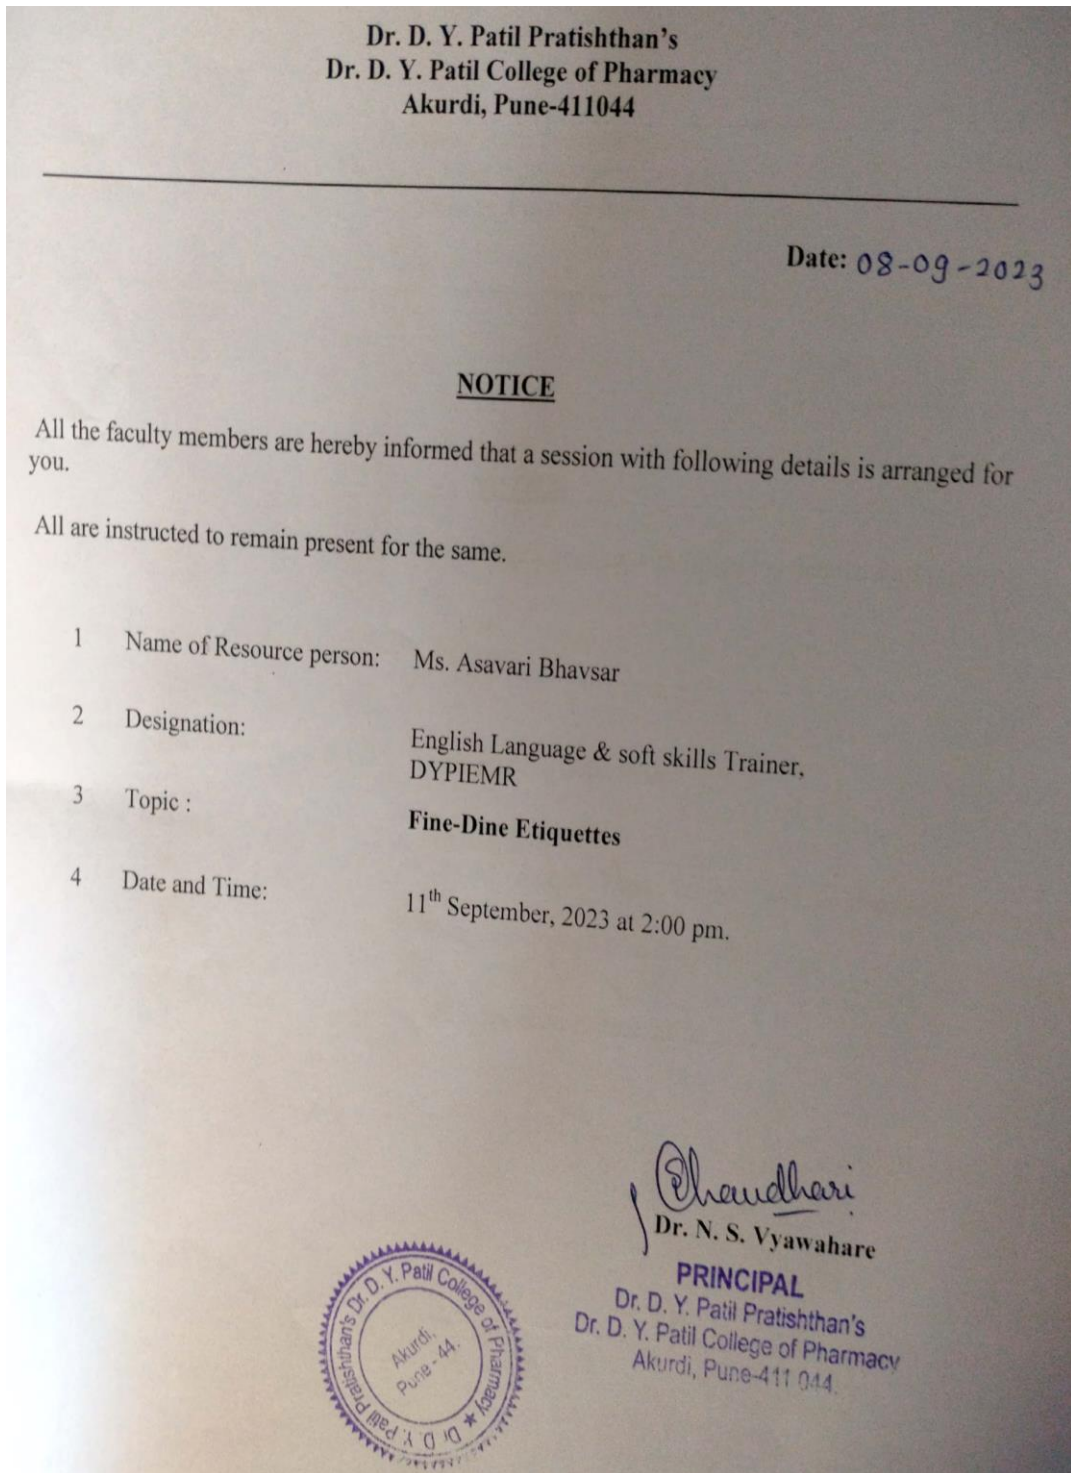 Dr. D. Y. Patil Pratishthan's
Dr. D. Y. Patil College of Pharmacy
Akurdi, Pune-411044
Date: 08-09-2023
NOTICE
All the faculty members are hereby informed that a session with following details is arranged for
you.
All are instructed to remain present for the same.
1 Name of Resource person: Ms. Asavari Bhavsar
2 Designation: English Language & soft skills Trainer,
DYPIEMR
3 Topic : Fine-Dine Etiquettes
4 Date and Time: 11th September, 2023 at 2:00 pm.
Chaudhari
Dr. N. S. Vyawahare
PRINCIPAL
Dr. D. Y. Patil Pratishthan's
Dr. D. Y. Patil College of Pharmacy
Akurdi, Pune-411 044.
Dr. D. Y. Patil Pratishthan's Dr. D. Y. Patil College of Pharmacy ★
Akurdi,
Pune - 44.